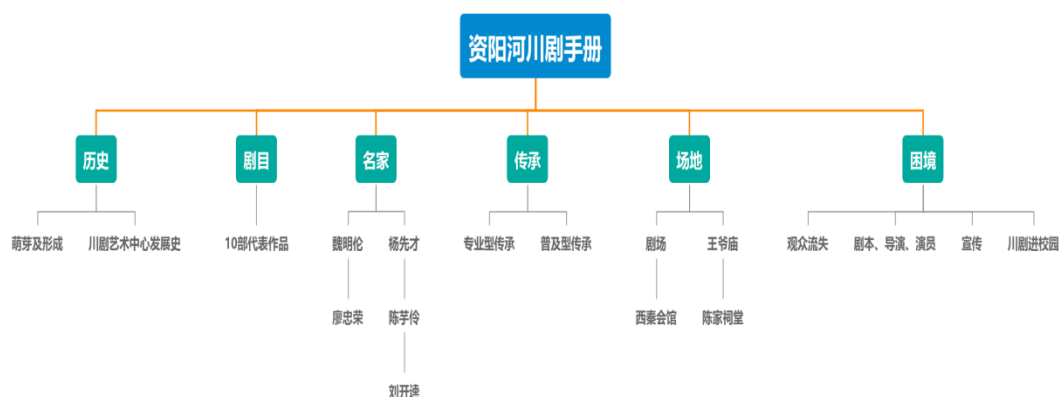 资阳河川剧手册
历史 剧目 名家 传承 场地 困境
萌芽及形成 川剧艺术中心发展史 10部代表作品 魏明伦 杨先才 专业型传承 普及型传承 剧场 王爷庙 观众流失 剧本、导演、演员 宣传 川剧进校园
廖忠荣 陈芋伶 西秦会馆 陈家祠堂
刘开逹